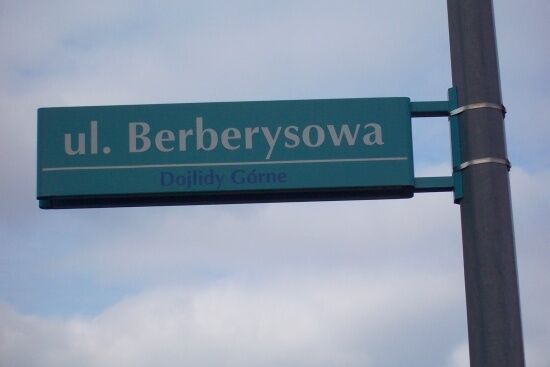 ul. Berberysowa
Dojlidy Górne